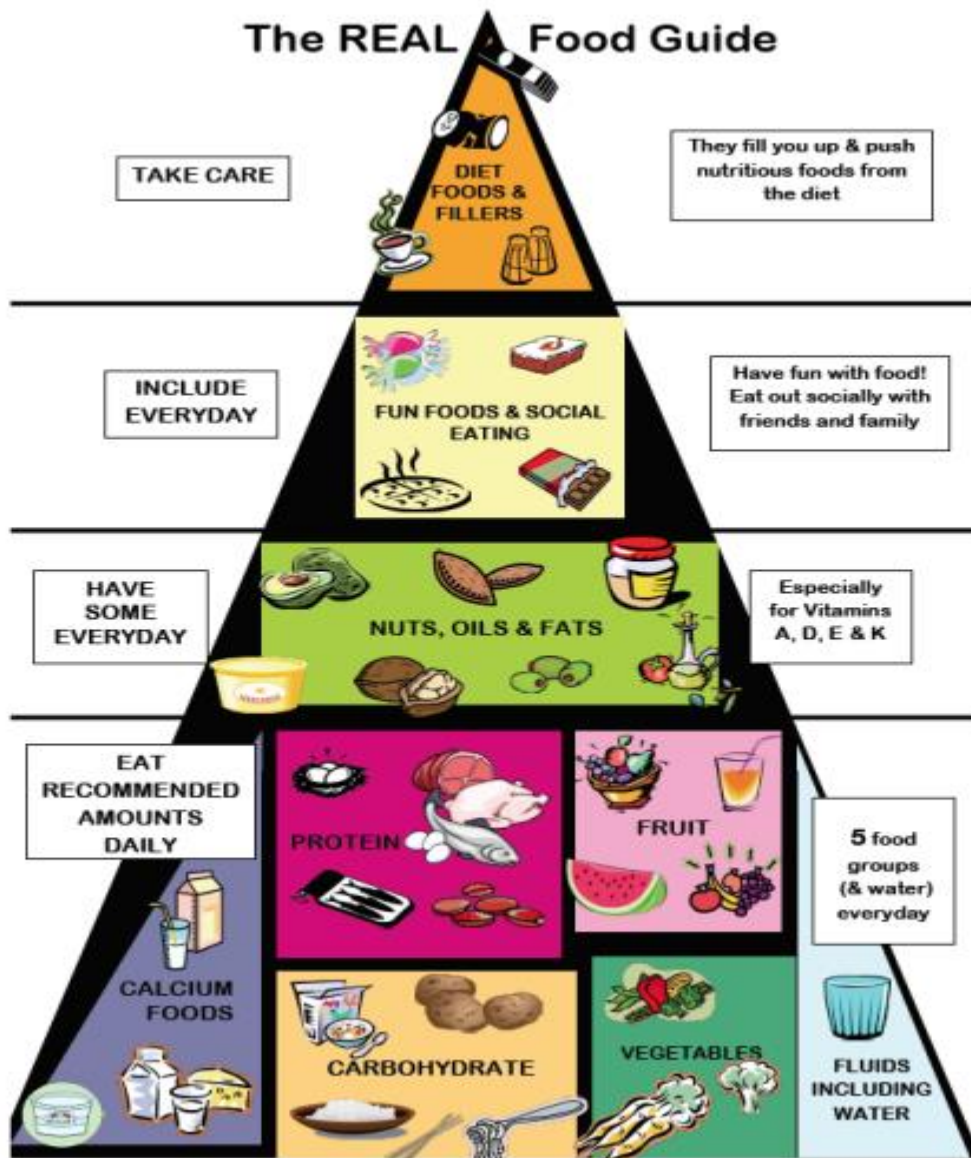 The REAL Food Guide
TAKE CARE
DIET
FOODS &
FILLERS
They fill you up & push
nutritious foods from
the diet
INCLUDE
EVERYDAY
FUN FOODS & SOCIAL
EATING
Have fun with food!
Eat out socially with
friends and family
HAVE
SOME
EVERYDAY
NUTS, OILS & FATS
Especially
for Vitamins
A, D, E & K
EAT
RECOMMENDED
AMOUNTS
DAILY
PROTEIN
FRUIT
5 food
groups
(& water)
everyday
CALCIUM
FOODS
CARBOHYDRATE
VEGETABLES
FLUIDS
INCLUDING
WATER